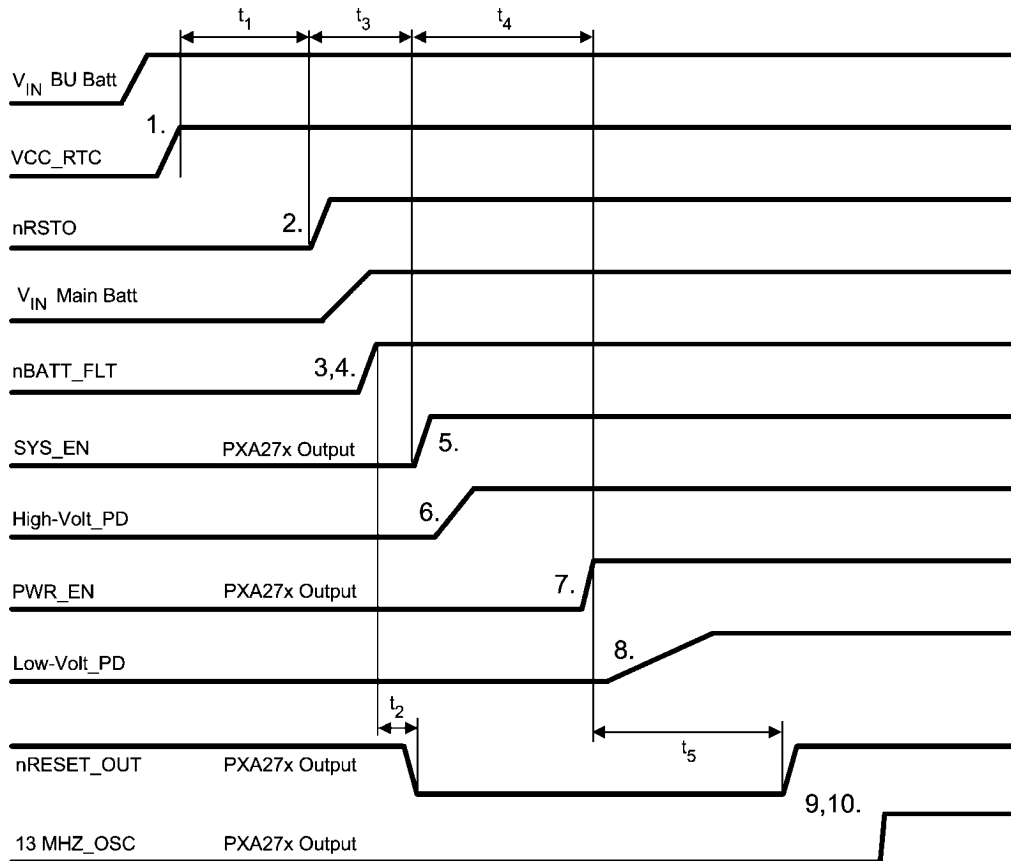 t1 t3 t4
VIN BU Batt
1.
VCC_RTC
nRSTO 2.
VIN Main Batt
nBATT_FLT 3,4.
SYS_EN PXA27x Output 5.
High-Volt_PD 6.
PWR_EN PXA27x Output 7.
Low-Volt_PD 8.
t2
t5
nRESET_OUT PXA27x Output
9,10.
13 MHZ_OSC PXA27x Output